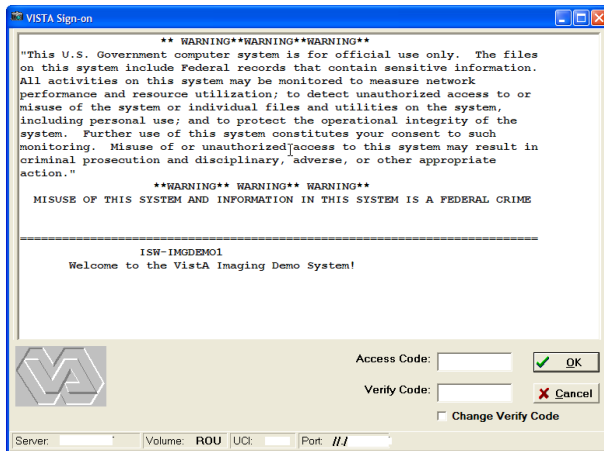 VISTA Sign-on
** WARNING**WARNING**WARNING**
"This U.S. Government computer system is for official use only.  The files
on this system include Federal records that contain sensitive information.
All activities on this system may be monitored to measure network
performance and resource utilization; to detect unauthorized access to or
misuse of the system or individual files and utilities on the system,
including personal use; and to protect the operational integrity of the
system.  Further use of this system constitutes your consent to such
monitoring.  Misuse of or unauthorized access to this system may result in
criminal prosecution and disciplinary, adverse, or other appropriate
action."
**WARNING** WARNING** WARNING**
MISUSE OF THIS SYSTEM AND INFORMATION IN THIS SYSTEM IS A FEDERAL CRIME
ISW-IMGDEMO1
Welcome to the VistA Imaging Demo System!
Access Code:
OK
Verify Code:
Cancel
Change Verify Code
Server: Volume: ROU UCI: Port: //./